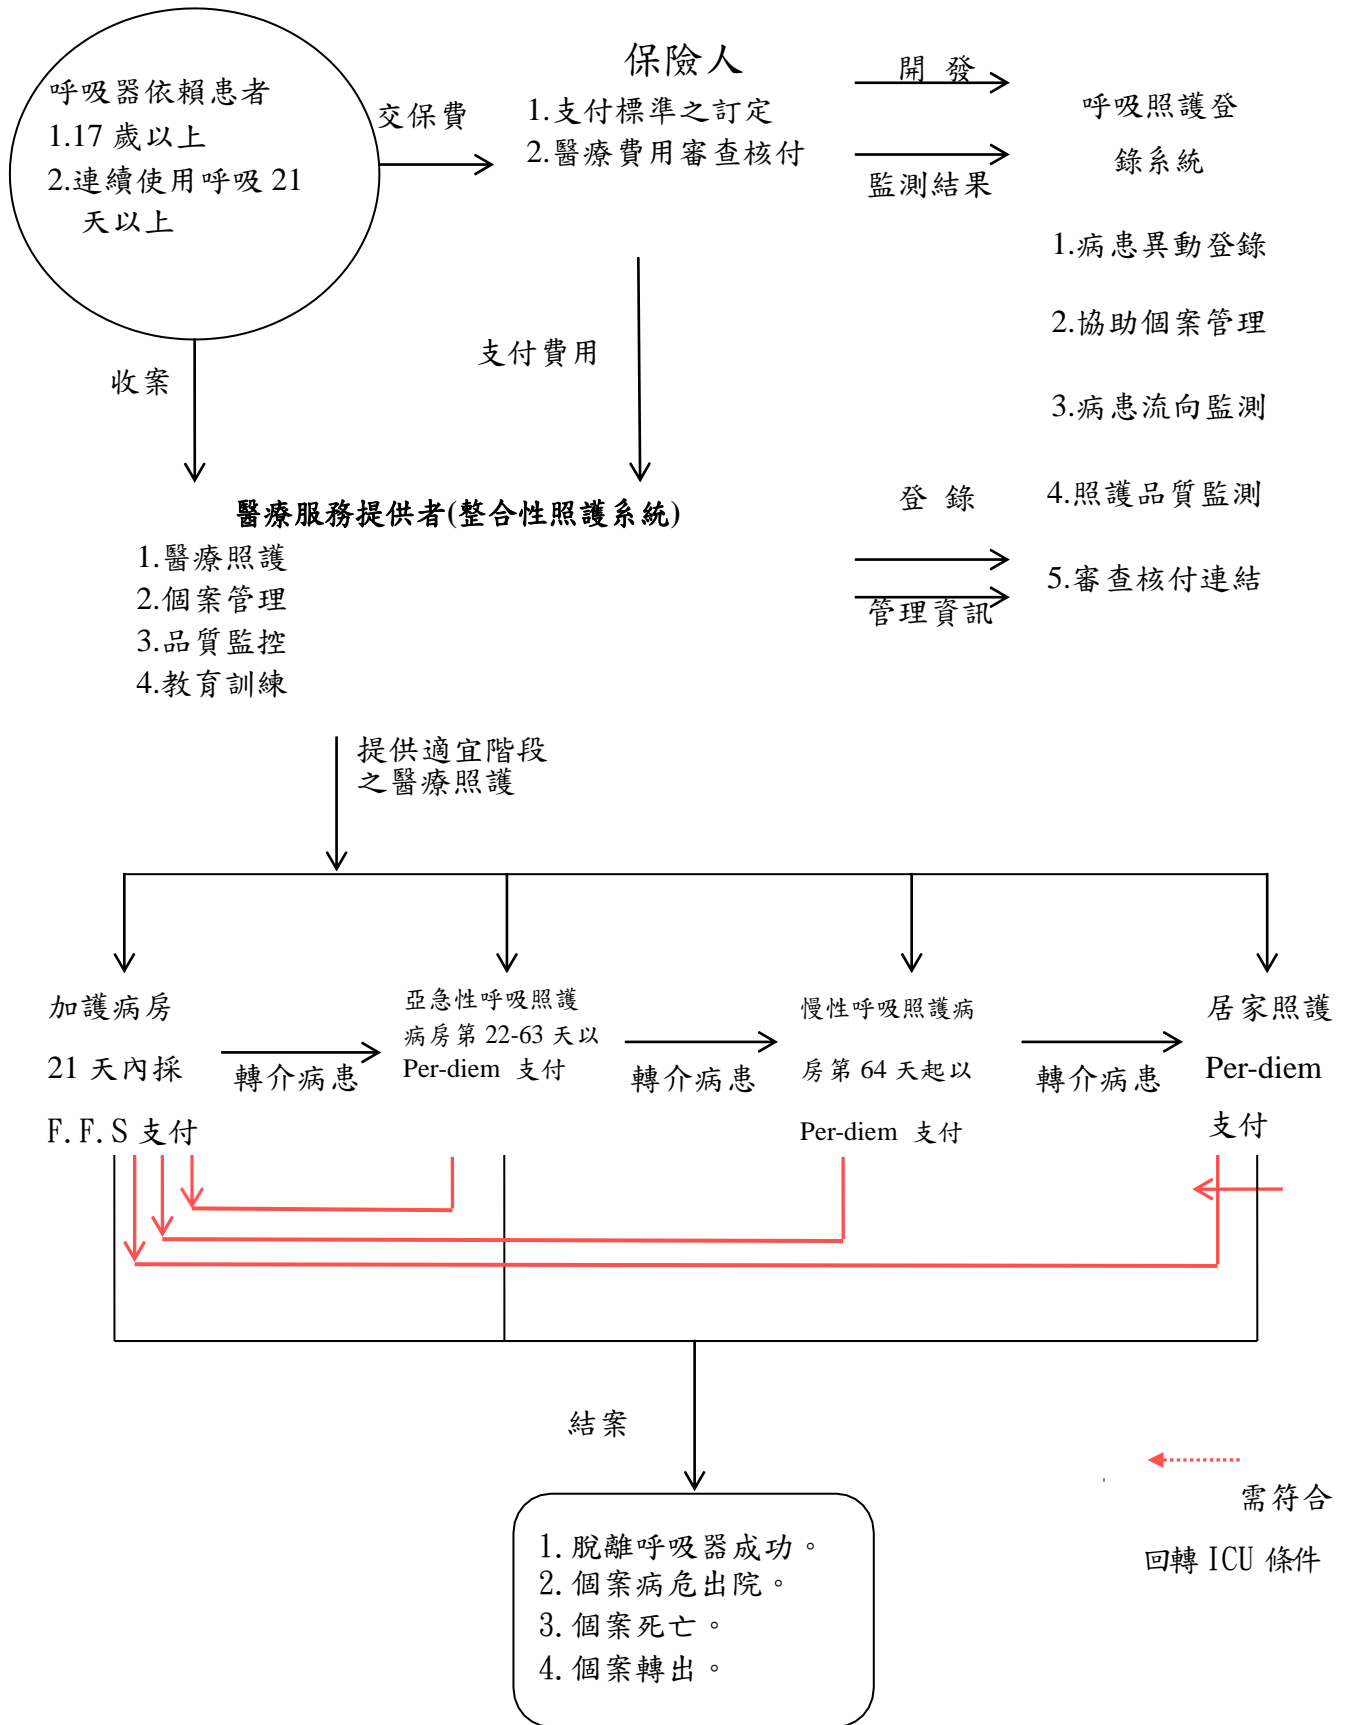 呼吸器依賴患者
1.17 歲以上
2.連續使用呼吸 21
天以上
交保費
保險人
1.支付標準之訂定
2.醫療費用審查核付
開 發
監測結果
呼吸照護登
錄系統
1.病患異動登錄
2.協助個案管理
3.病患流向監測
4.照護品質監測
5.審查核付連結
收案
支付費用
登 錄
管理資訊
醫療服務提供者(整合性照護系統)
1.醫療照護
2.個案管理
3.品質監控
4.教育訓練
提供適宜階段
之醫療照護
加護病房
21 天內採
F.F.S 支付
轉介病患
亞急性呼吸照護
病房第 22-63 天以
Per-diem 支付
轉介病患
慢性呼吸照護病
房第 64 天起以
Per-diem 支付
轉介病患
居家照護
Per-diem
支付
結案
1.脫離呼吸器成功。
2.個案病危出院。
3.個案死亡。
4.個案轉出。
需符合
回轉 ICU 條件